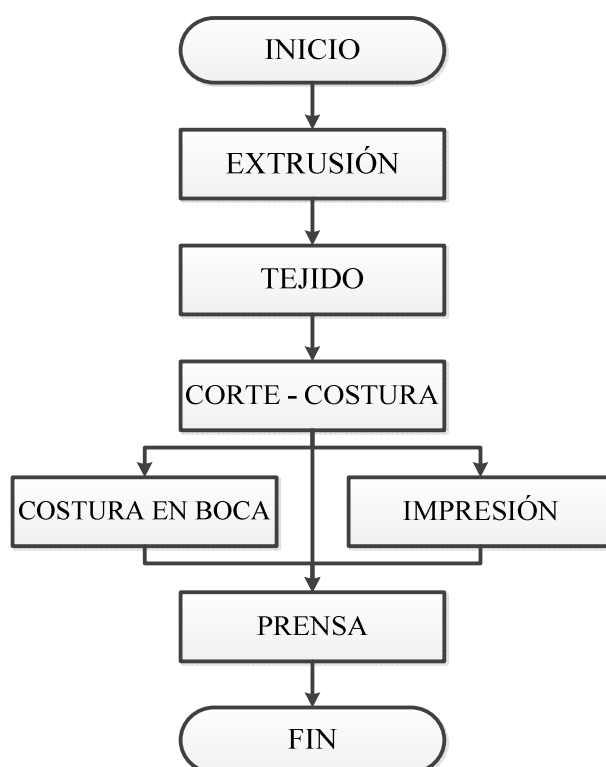 INICIO
EXTRUSIÓN
TEJIDO
CORTE - COSTURA
COSTURA EN BOCA
IMPRESIÓN
PRENSA
FIN